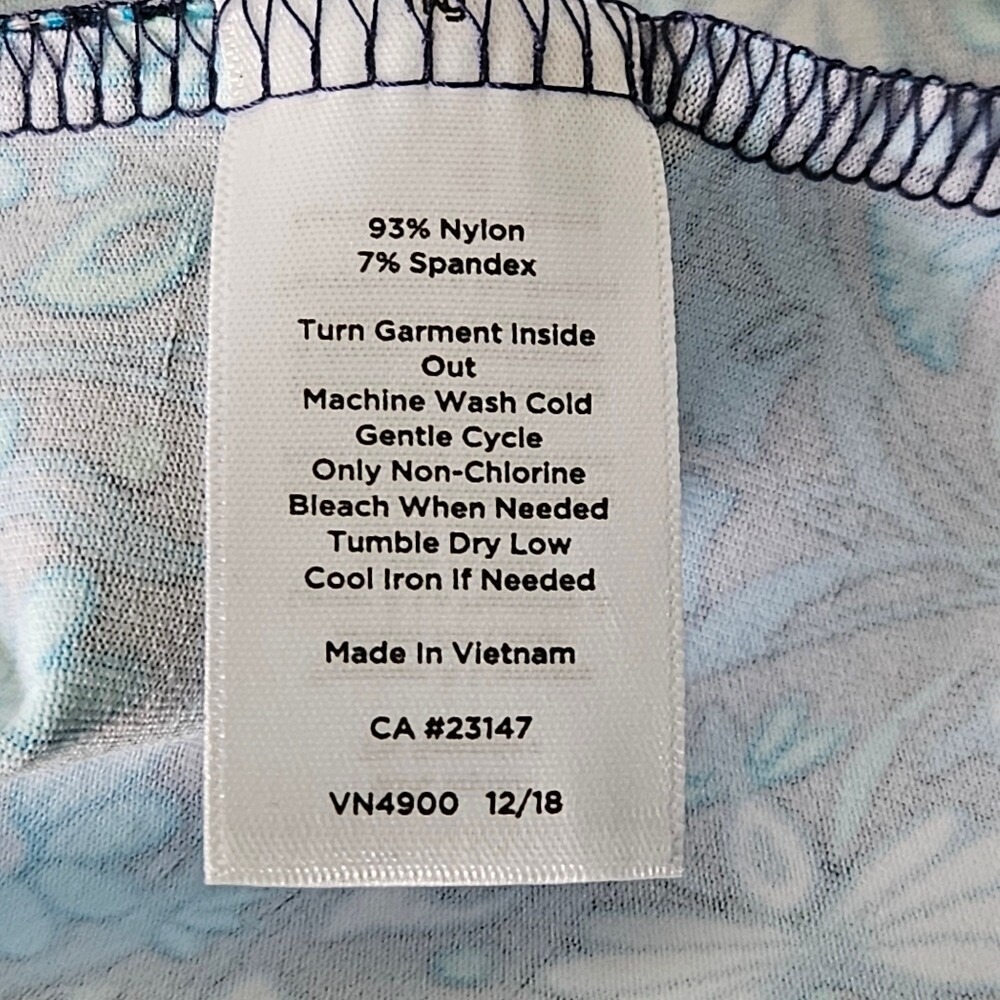 93% Nylon
7% Spandex
Turn Garment Inside
Out
Machine Wash Cold
Gentle Cycle
Only Non-Chlorine
Bleach When Needed
Tumble Dry Low
Cool Iron If Needed
Made In Vietnam
CA #23147
VN4900 12/18